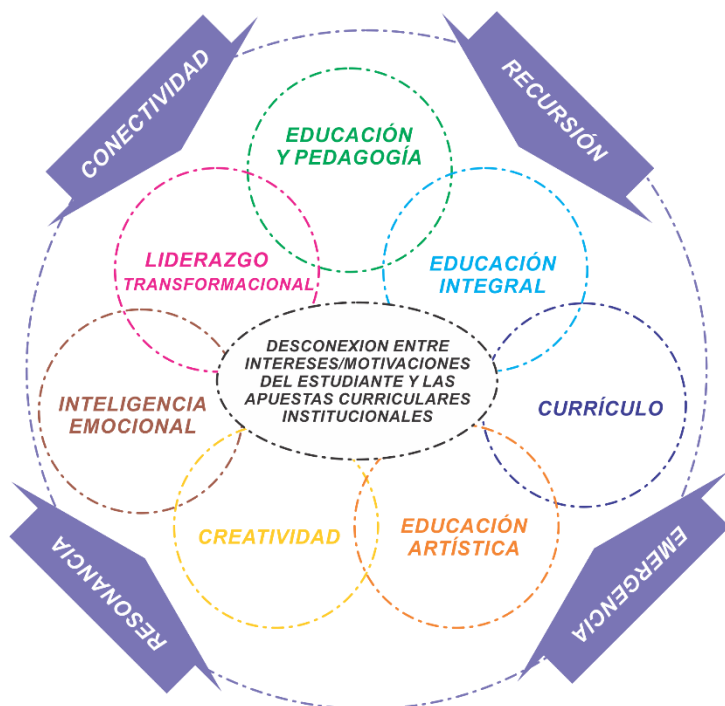 CONECTIVIDAD
RECURSIÓN
EDUCACIÓN
Y PEDAGOGÍA
LIDERAZGO
TRANSFORMACIONAL
EDUCACIÓN
INTEGRAL
DESCONEXION ENTRE
INTERESES/MOTIVACIONES
DEL ESTUDIANTE Y LAS
APUESTAS CURRICULARES
INSTITUCIONALES
INTELIGENCIA
EMOCIONAL
CURRÍCULO
CREATIVIDAD
EDUCACIÓN
ARTÍSTICA
RESONANCIA
EMERGENCIA